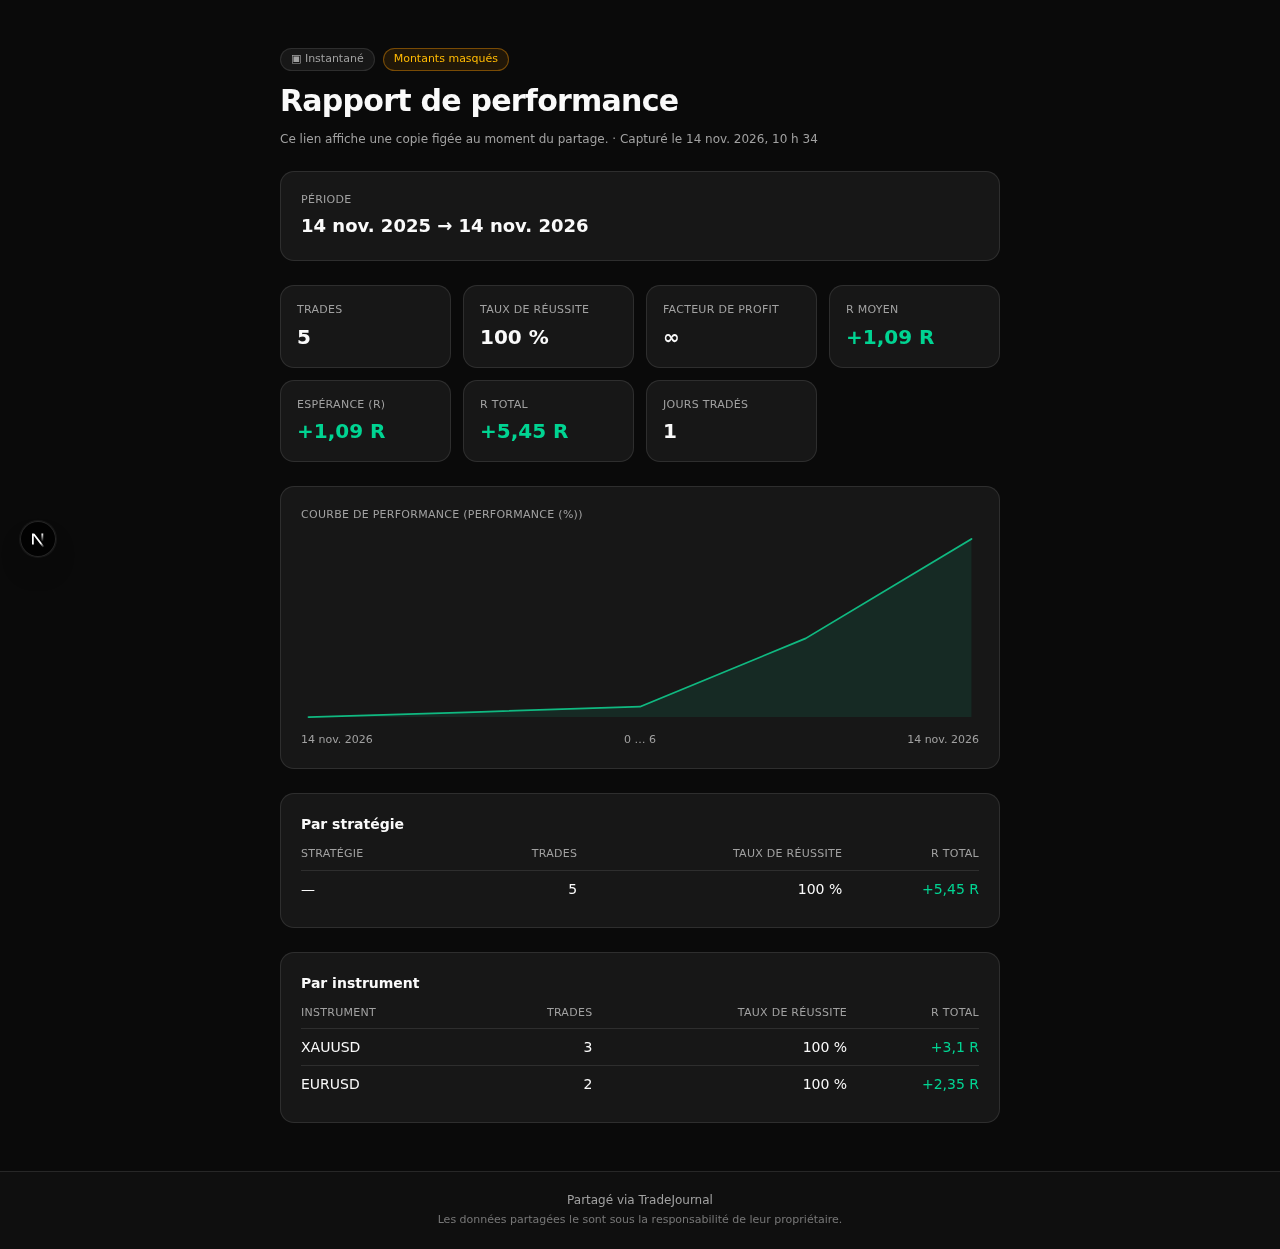 ▣ Instantané Montants masqués
Rapport de performance
Ce lien affiche une copie figée au moment du partage. · Capturé le 14 nov. 2026, 10 h 34
PÉRIODE
14 nov. 2025 → 14 nov. 2026
TRADES TAUX DE RÉUSSITE FACTEUR DE PROFIT R MOYEN
5 100 % ∞ +1,09 R
ESPÉRANCE (R) R TOTAL JOURS TRADÉS
+1,09 R +5,45 R 1
COURBE DE PERFORMANCE (PERFORMANCE (%))
14 nov. 2026 0 … 6 14 nov. 2026
Par stratégie
STRATÉGIE TRADES TAUX DE RÉUSSITE R TOTAL
— 5 100 % +5,45 R
Par instrument
INSTRUMENT TRADES TAUX DE RÉUSSITE R TOTAL
XAUUSD 3 100 % +3,1 R
EURUSD 2 100 % +2,35 R
N
Partagé via TradeJournal
Les données partagées le sont sous la responsabilité de leur propriétaire.